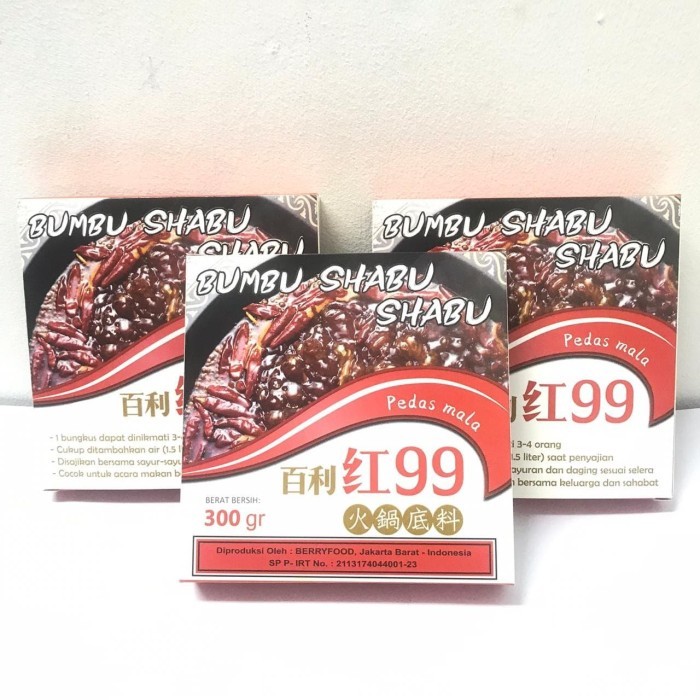 BUMBU SHABU
SHABU
百利
- 1 bungkus dapat dinikmati 3-4
- Cukup ditambahkan air (1.5
- Disajikan bersama
- Cocok untuk acara makan
BUMBU SHABU
SHABU
Pedas mala
红99
3-4 orang
1.5 liter) saat penyajian
dan daging sesuai selera
bersama keluarga dan sahabat
BUMBU SHABU
SHABU
Pedas mala
百利 红99
BERAT BERSIH:
300 gr
火鍋底料
Diproduksi Oleh : BERRYFOOD, Jakarta Barat - Indonesia
SP P- IRT No. : 2113174044001-23